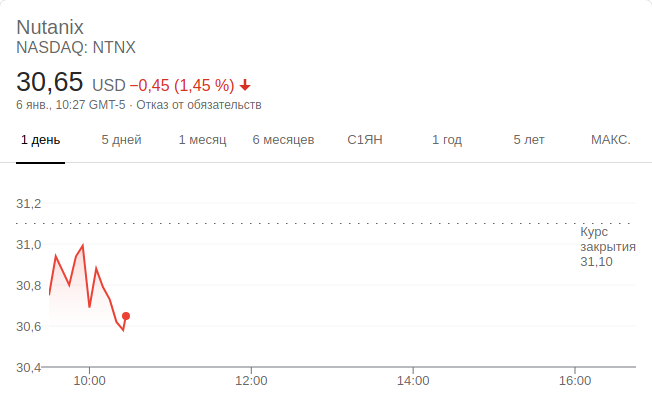 Nutanix
NASDAQ: NTNX
30,65 USD −0,45 (1,45 %)
6 янв., 10:27 GMT-5 · Отказ от обязательств
1 день 5 дней 1 месяц 6 месяцев С1ЯН 1 год 5 лет МАКС.
31,2
31,0
30,8
30,6
30,4
Курс
закрытия
31,10
10:00 12:00 14:00 16:00